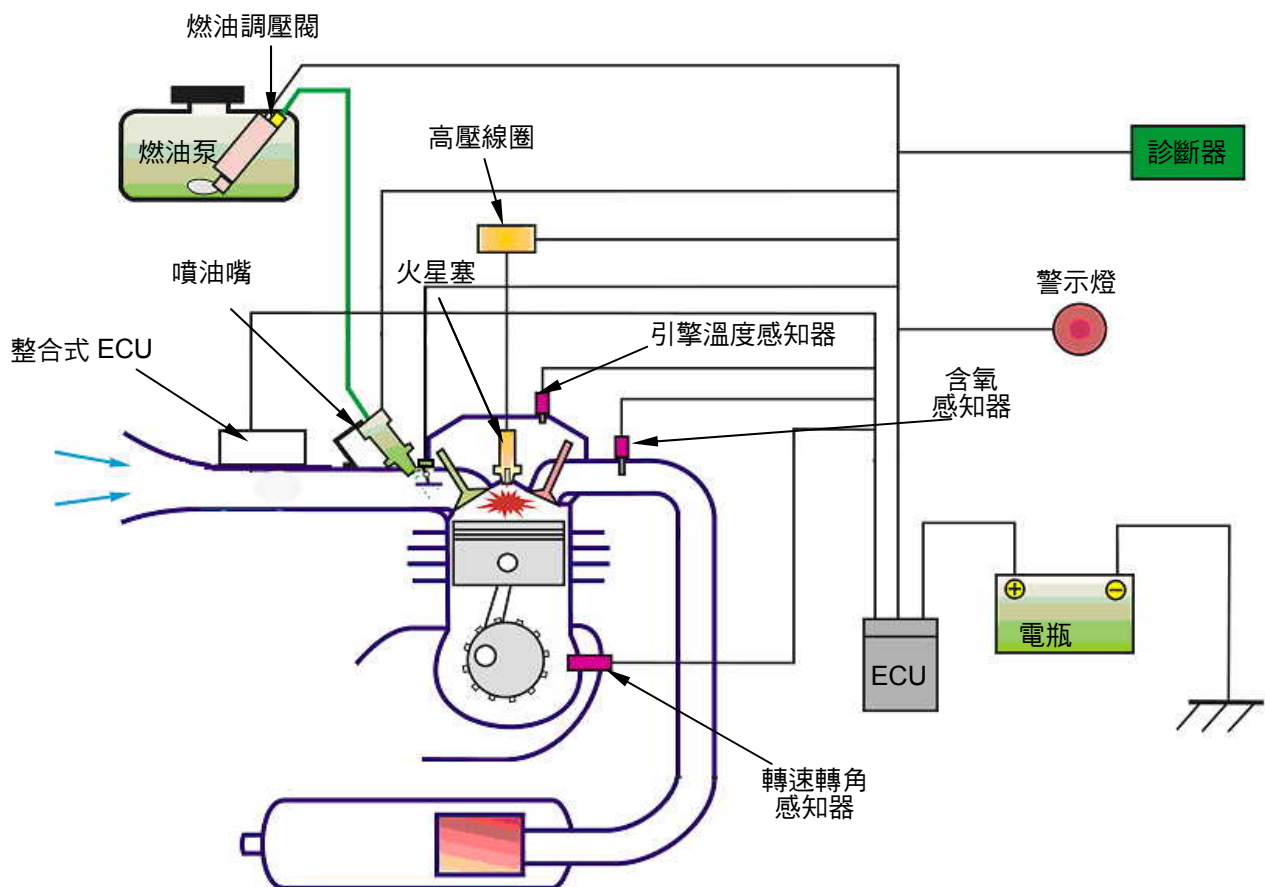 燃油調壓閥
燃油泵
高壓線圈
診斷器
噴油嘴
火星塞
警示燈
引擎溫度感知器
整合式 ECU
含氧
感知器
電瓶
ECU
轉速轉角
感知器